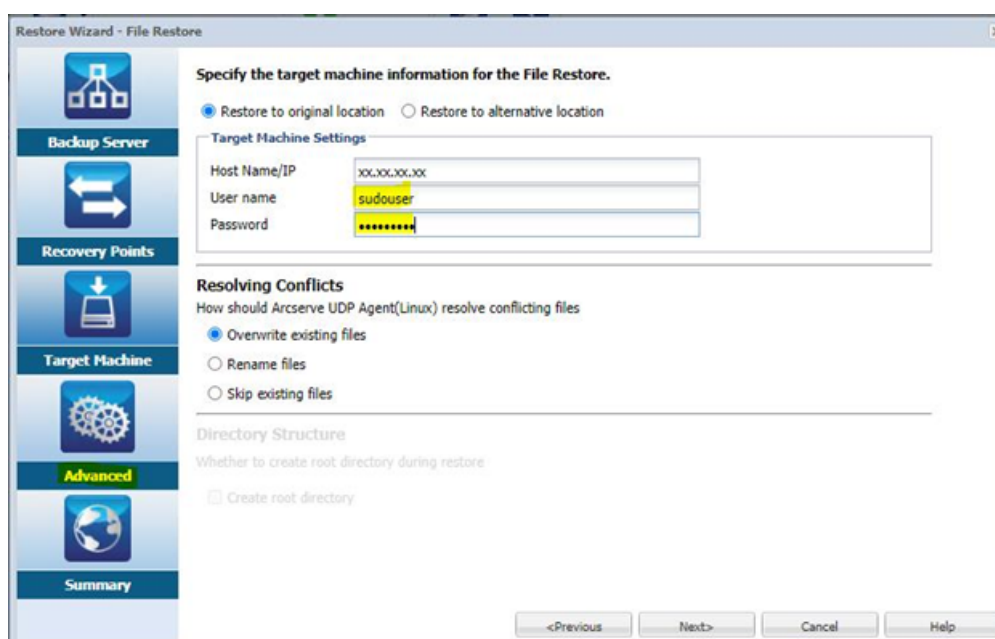 Restore Wizard - File Restore
Backup Server
Recovery Points
Target Machine
Advanced
Summary
Specify the target machine information for the File Restore.
Restore to original location Restore to alternative location
Target Machine Settings
Host Name/IP xx.xx.xx.xx
User name sudouser
Password •••••••••
Resolving Conflicts
How should Arcserve UDP Agent(Linux) resolve conflicting files
Overwrite existing files
Rename files
Skip existing files
Directory Structure
Whether to create root directory during restore
Create root directory
<Previous Next> Cancel Help